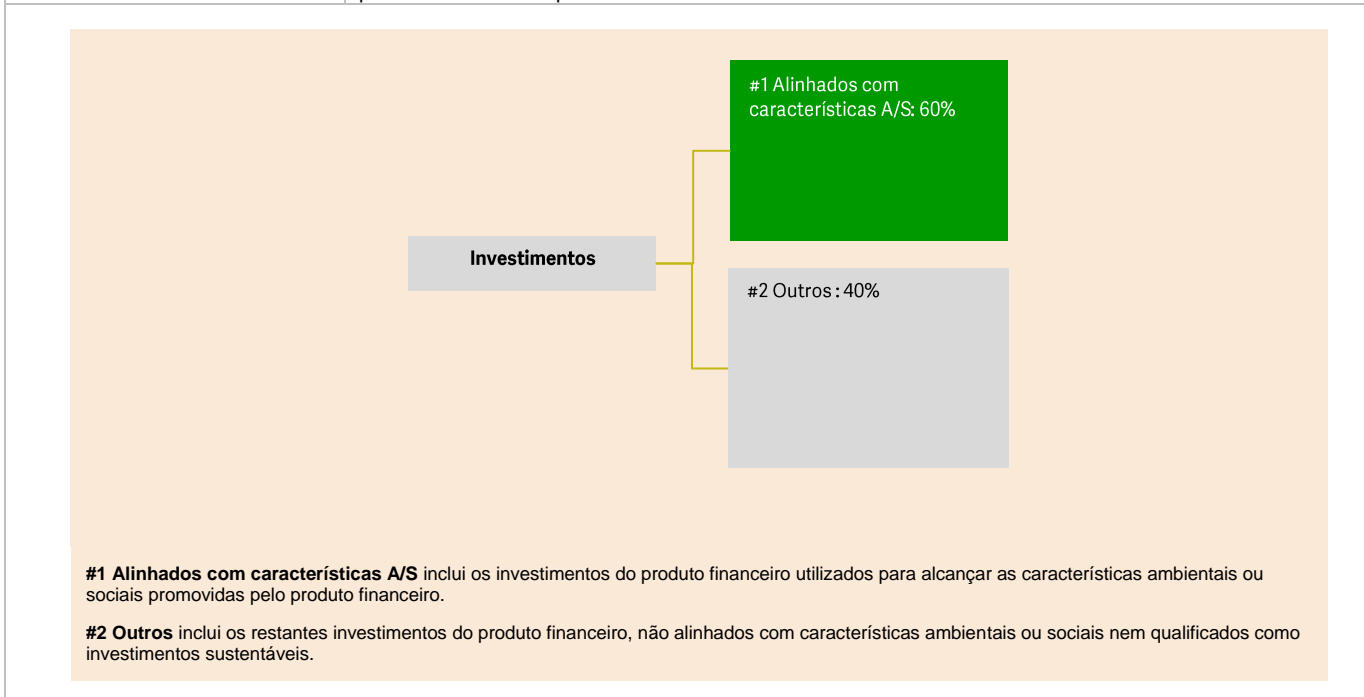 #1 Alinhados com
características A/S: 60%
Investimentos
#2 Outros : 40%
#1 Alinhados com características A/S inclui os investimentos do produto financeiro utilizados para alcançar as características ambientais ou
sociais promovidas pelo produto financeiro.
#2 Outros inclui os restantes investimentos do produto financeiro, não alinhados com características ambientais ou sociais nem qualificados como
investimentos sustentáveis.